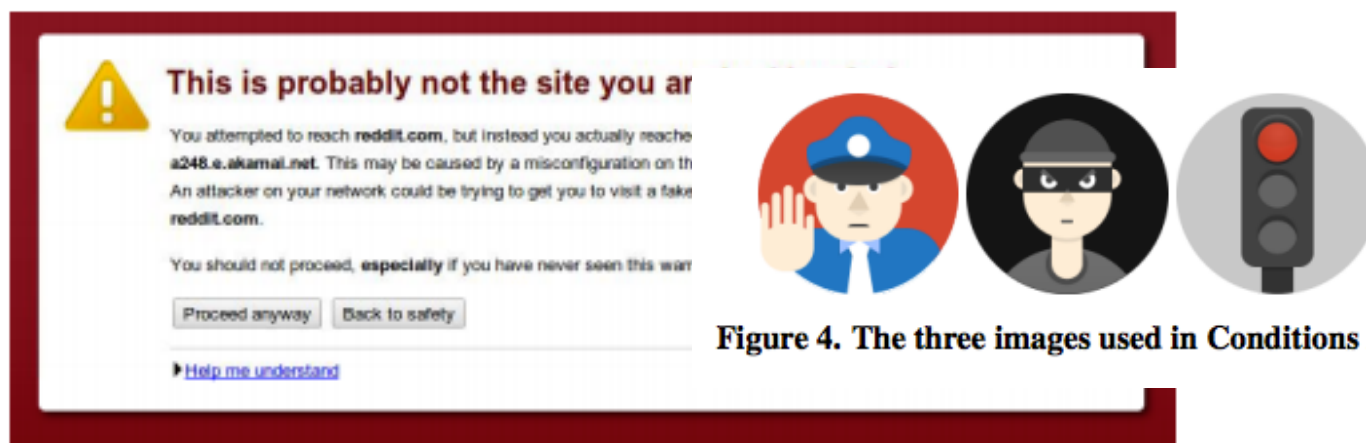 This is probably not the site you ar
You attempted to reach reddit.com, but instead you actually reache
a248.e.akamai.net. This may be caused by a misconfiguration on th
An attacker on your network could be trying to get you to visit a fake
reddit.com.
You should not proceed, especially if you have never seen this warn
Proceed anyway Back to safety
Help me understand
Figure 4. The three images used in Conditions